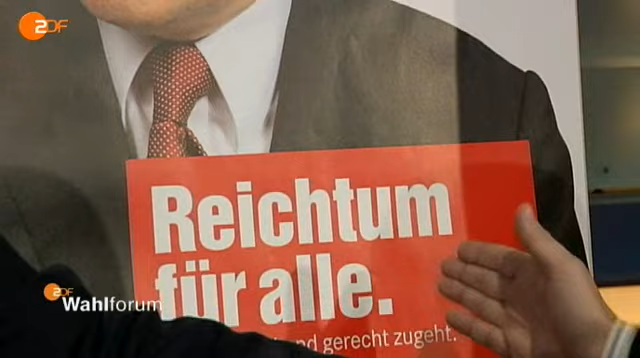 ZDF
Reichtum
für alle.
gerecht zugeht.
ZDF
Wahlforum